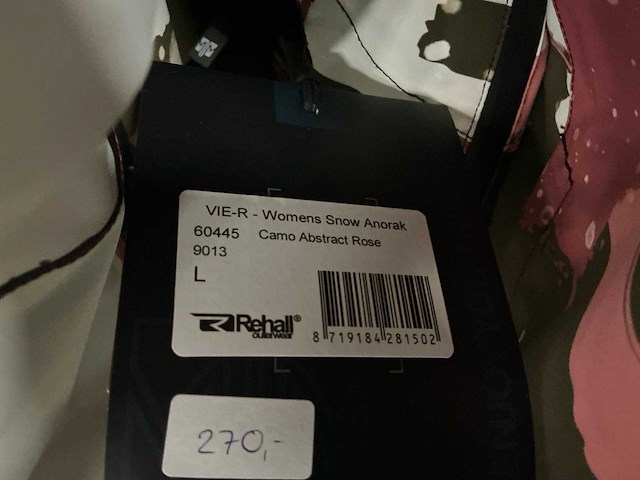 VIE-R - Womens Snow Anorak
60445 Camo Abstract Rose
9013
L
Rehall®
outerwear
8 719184 281502
270,-